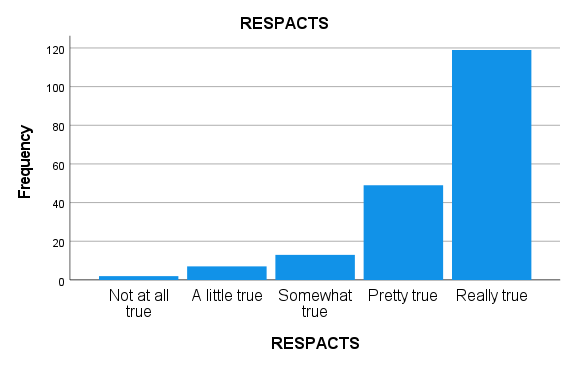 RESPACTS
Frequency
120
100
80
60
40
20
0
Not at all true
A little true
Somewhat true
Pretty true
Really true
RESPACTS